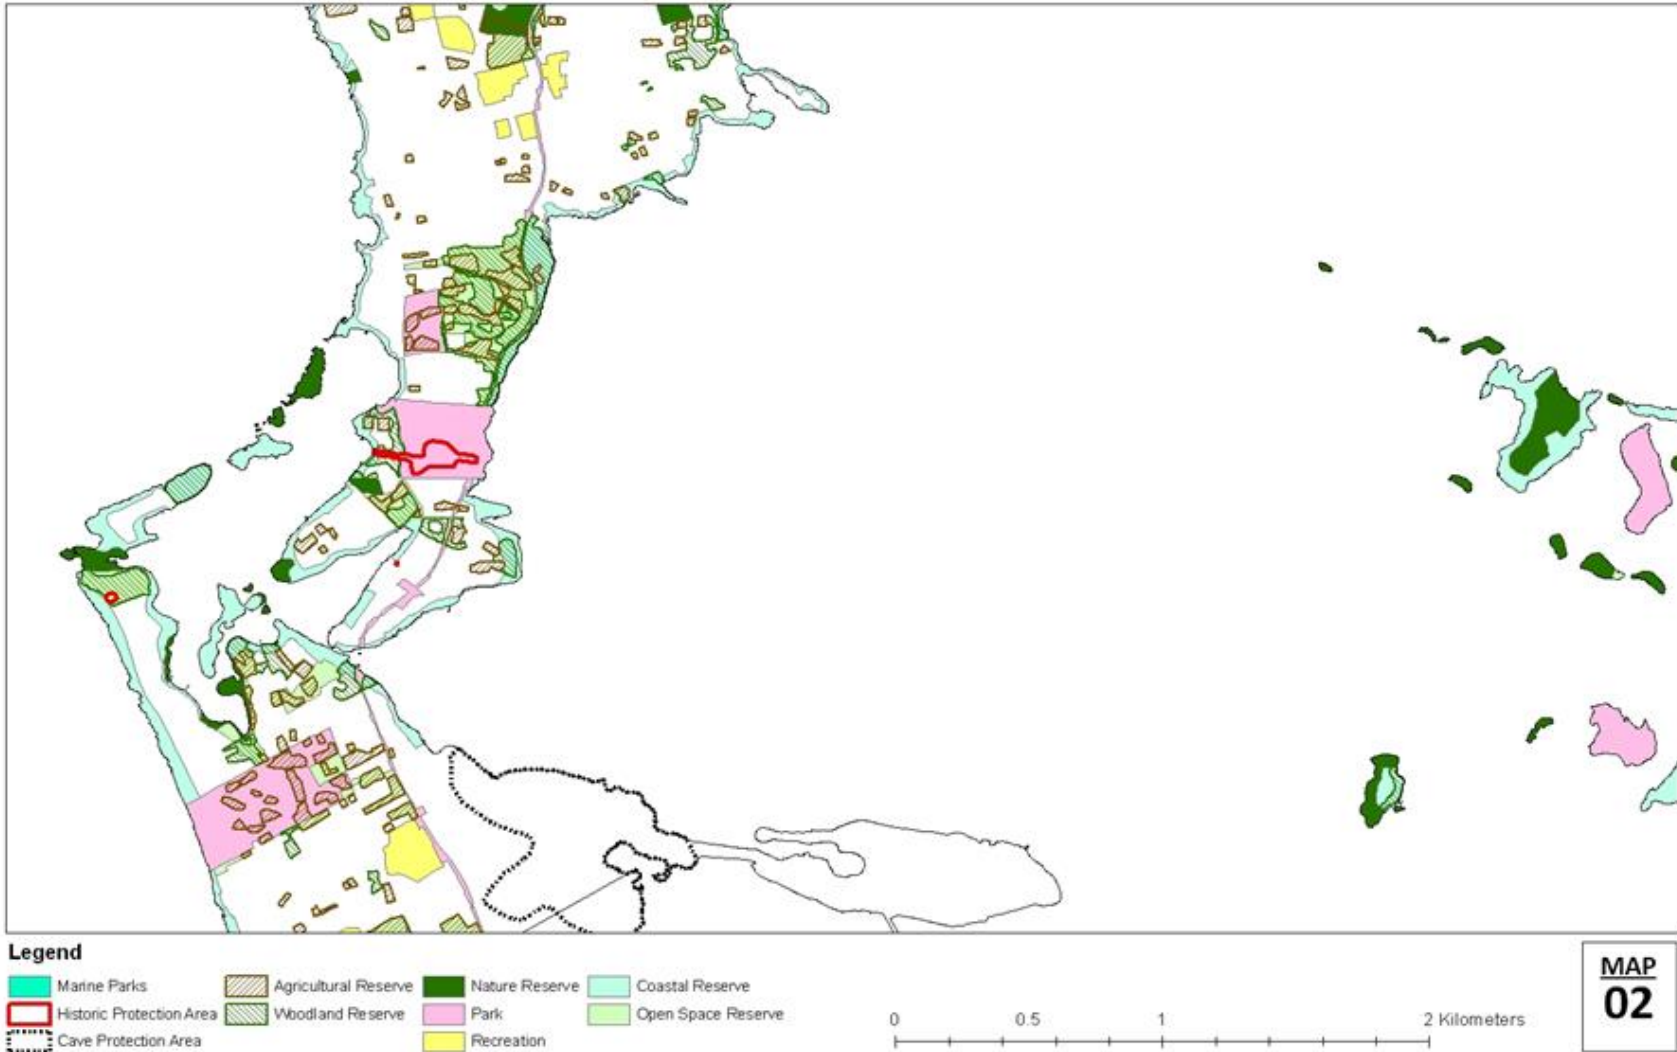 Legend
Marine Parks
Agricultural Reserve
Nature Reserve
Coastal Reserve
Historic Protection Area
Woodland Reserve
Park
Open Space Reserve
Cave Protection Area
Recreation
0 0.5 1 2 Kilometers
MAP
02